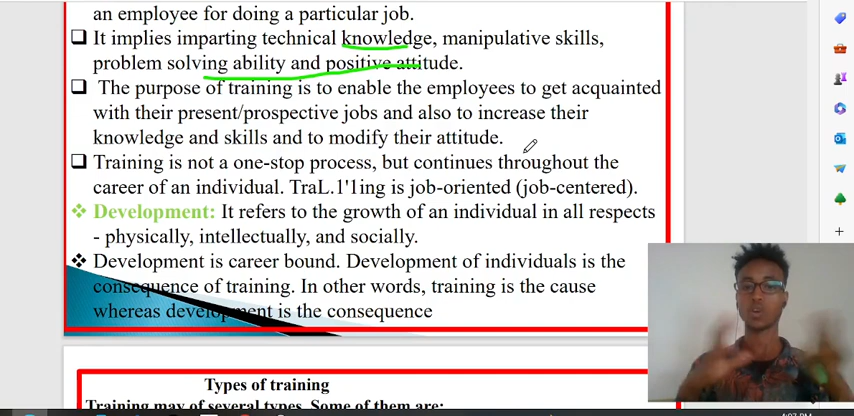 an employee for doing a particular job.
❑ It implies imparting technical knowledge, manipulative skills,
problem solving ability and positive attitude.
❑ The purpose of training is to enable the employees to get acquainted
with their present/prospective jobs and also to increase their
knowledge and skills and to modify their attitude.
❑ Training is not a one-stop process, but continues throughout the
career of an individual. TraL.1'1ing is job-oriented (job-centered).
❖ Development: It refers to the growth of an individual in all respects
- physically, intellectually, and socially.
❖ Development is career bound. Development of individuals is the
consequence of training. In other words, training is the cause
whereas development is the consequence
Types of training
Training may of several types. Some of them are: